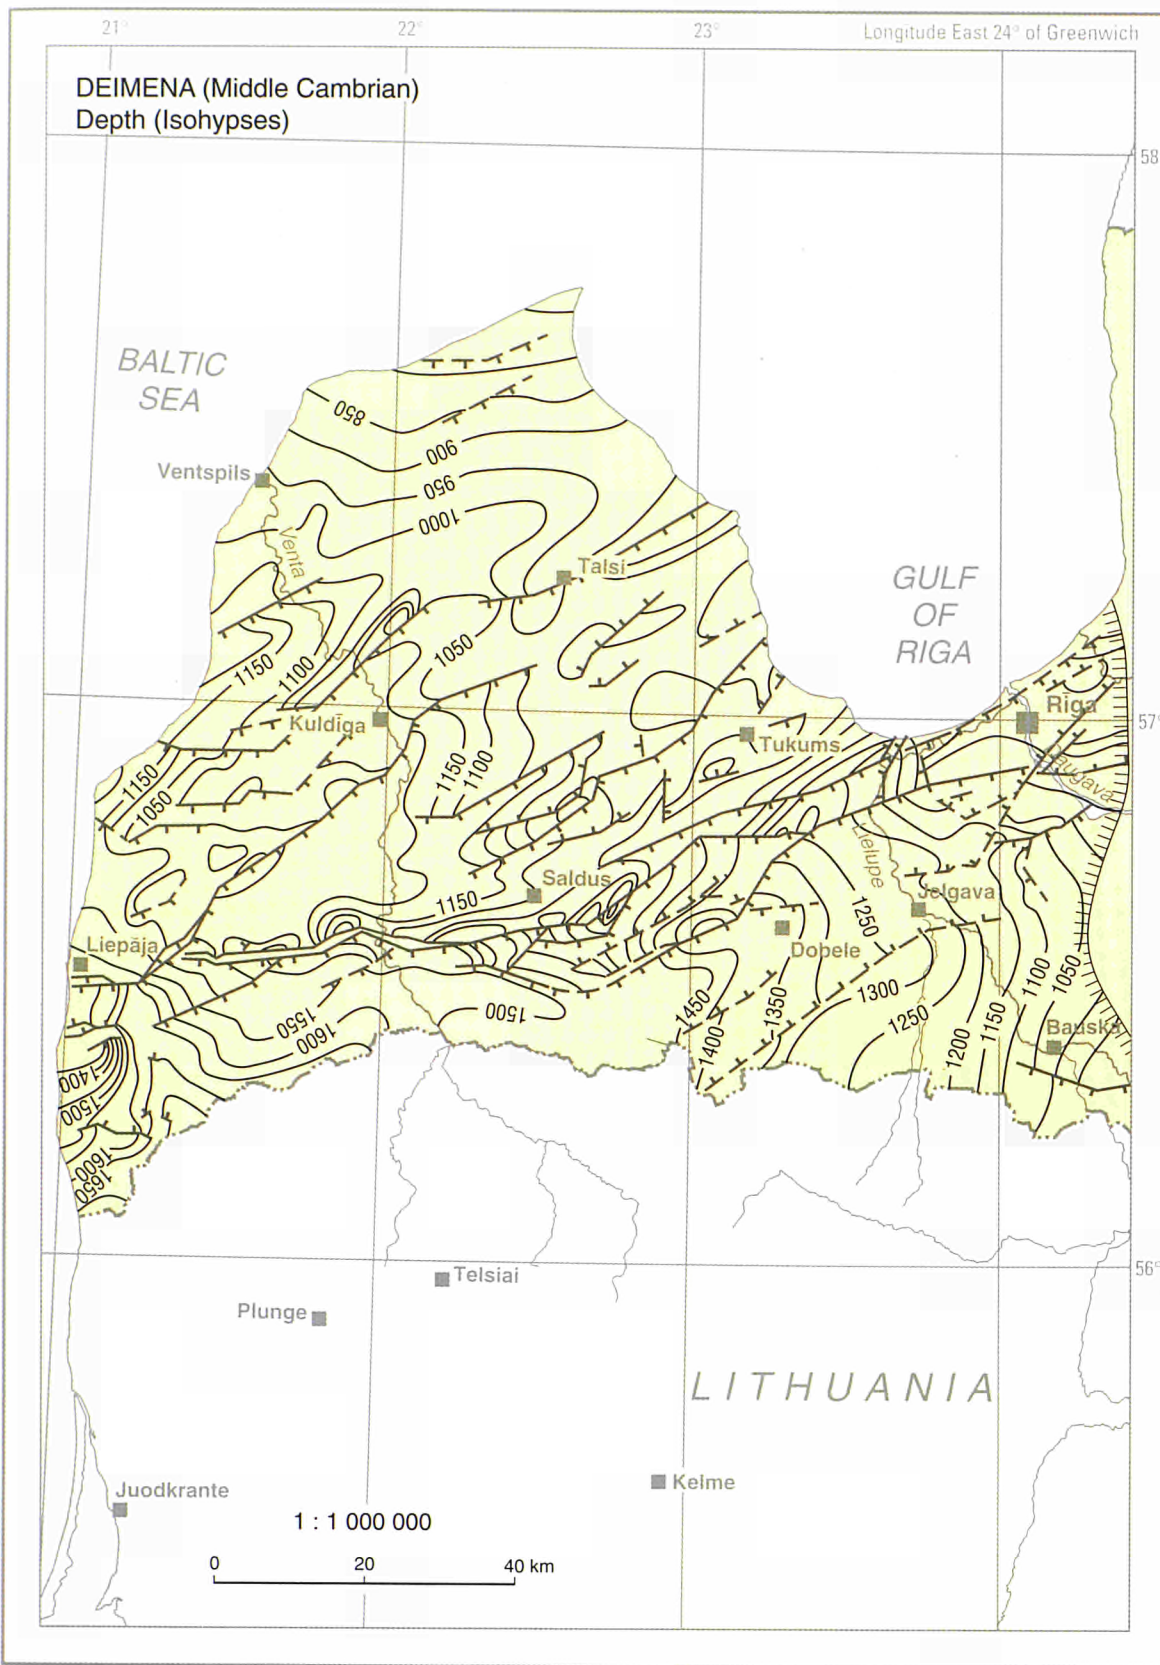 21°
22°
23°
Longitude East 24° of Greenwich
DEIMENA (Middle Cambrian)
Depth (Isohypses)
58
BALTIC
SEA
850
900
Ventspils
950
1000
Venta
Talsi
GULF
OF
RIGA
1050
1150
1100
Rīga
57°
Kuldīga
Tukums
1150
1100
1150
1050
Daugava
Lielupe
Saldus
1150
Jelgava
1250
Liepāja
Dobele
1100
1050
1300
1450
1350
1500
1550
1250
1600
1400
1200
1150
Bauska
1400
1500
1600
1650
56°
Telsiai
Plunge
LITHUANIA
Juodkrante
Kelme
1 : 1 000 000
0 20 40 km